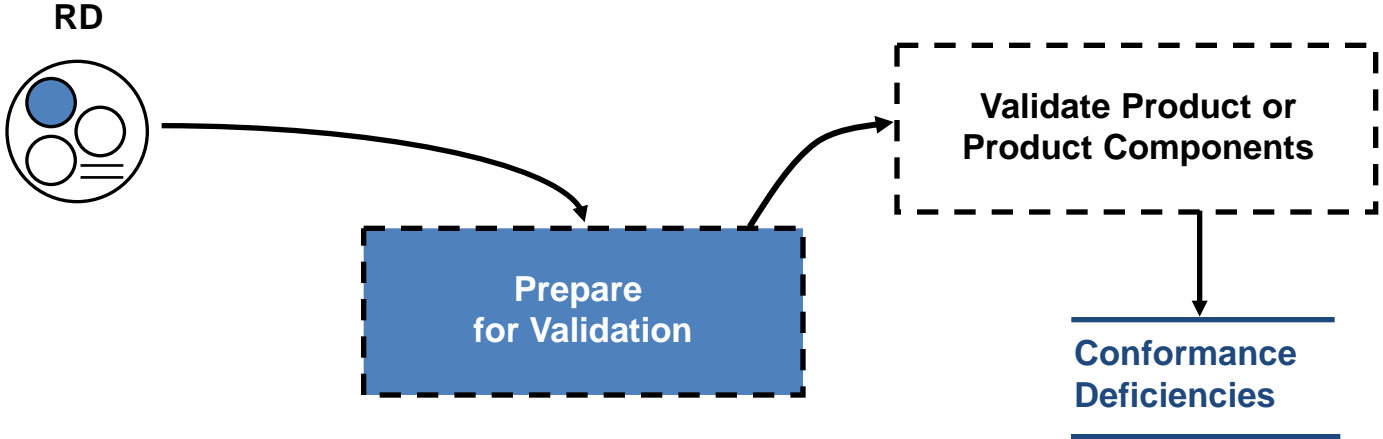 RD
Validate Product or
Product Components
Prepare
for Validation
Conformance
Deficiencies